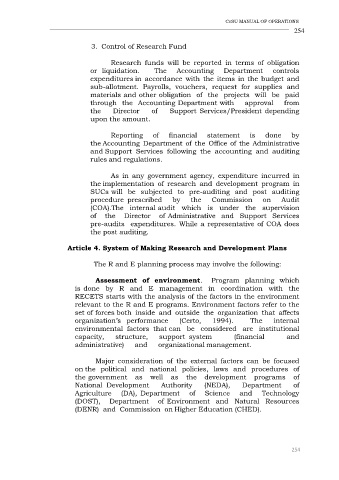 CvSU MANUAL OF OPERATIONS
254
3. Control of Research Fund
Research funds will be reported in terms of obligation
or liquidation. The Accounting Department controls
expenditures in accordance with the items in the budget and
sub-allotment. Payrolls, vouchers, request for supplies and
materials and other obligation of the projects will be paid
through the Accounting Department with approval from
the Director of Support Services/President depending
upon the amount.
Reporting of financial statement is done by
the Accounting Department of the Office of the Administrative
and Support Services following the accounting and auditing
rules and regulations.
As in any government agency, expenditure incurred in
the implementation of research and development program in
SUCs will be subjected to pre-auditing and post auditing
procedure prescribed by the Commission on Audit
(COA).The internal audit which is under the supervision
of the Director of Administrative and Support Services
pre-audits expenditures. While a representative of COA does
the post auditing.
Article 4. System of Making Research and Development Plans
The R and E planning process may involve the following:
Assessment of environment. Program planning which
is done by R and E management in coordination with the
RECETS starts with the analysis of the factors in the environment
relevant to the R and E programs. Environment factors refer to the
set of forces both inside and outside the organization that affects
organization's performance (Certo, 1994). The internal
environmental factors that can be considered are institutional
capacity, structure, support system (financial and
administrative) and organizational management.
Major consideration of the external factors can be focused
on the political and national policies, laws and procedures of
the government as well as the development programs of
National Development Authority (NEDA), Department of
Agriculture (DA), Department of Science and Technology
(DOST), Department of Environment and Natural Resources
(DENR) and Commission on Higher Education (CHED).
254